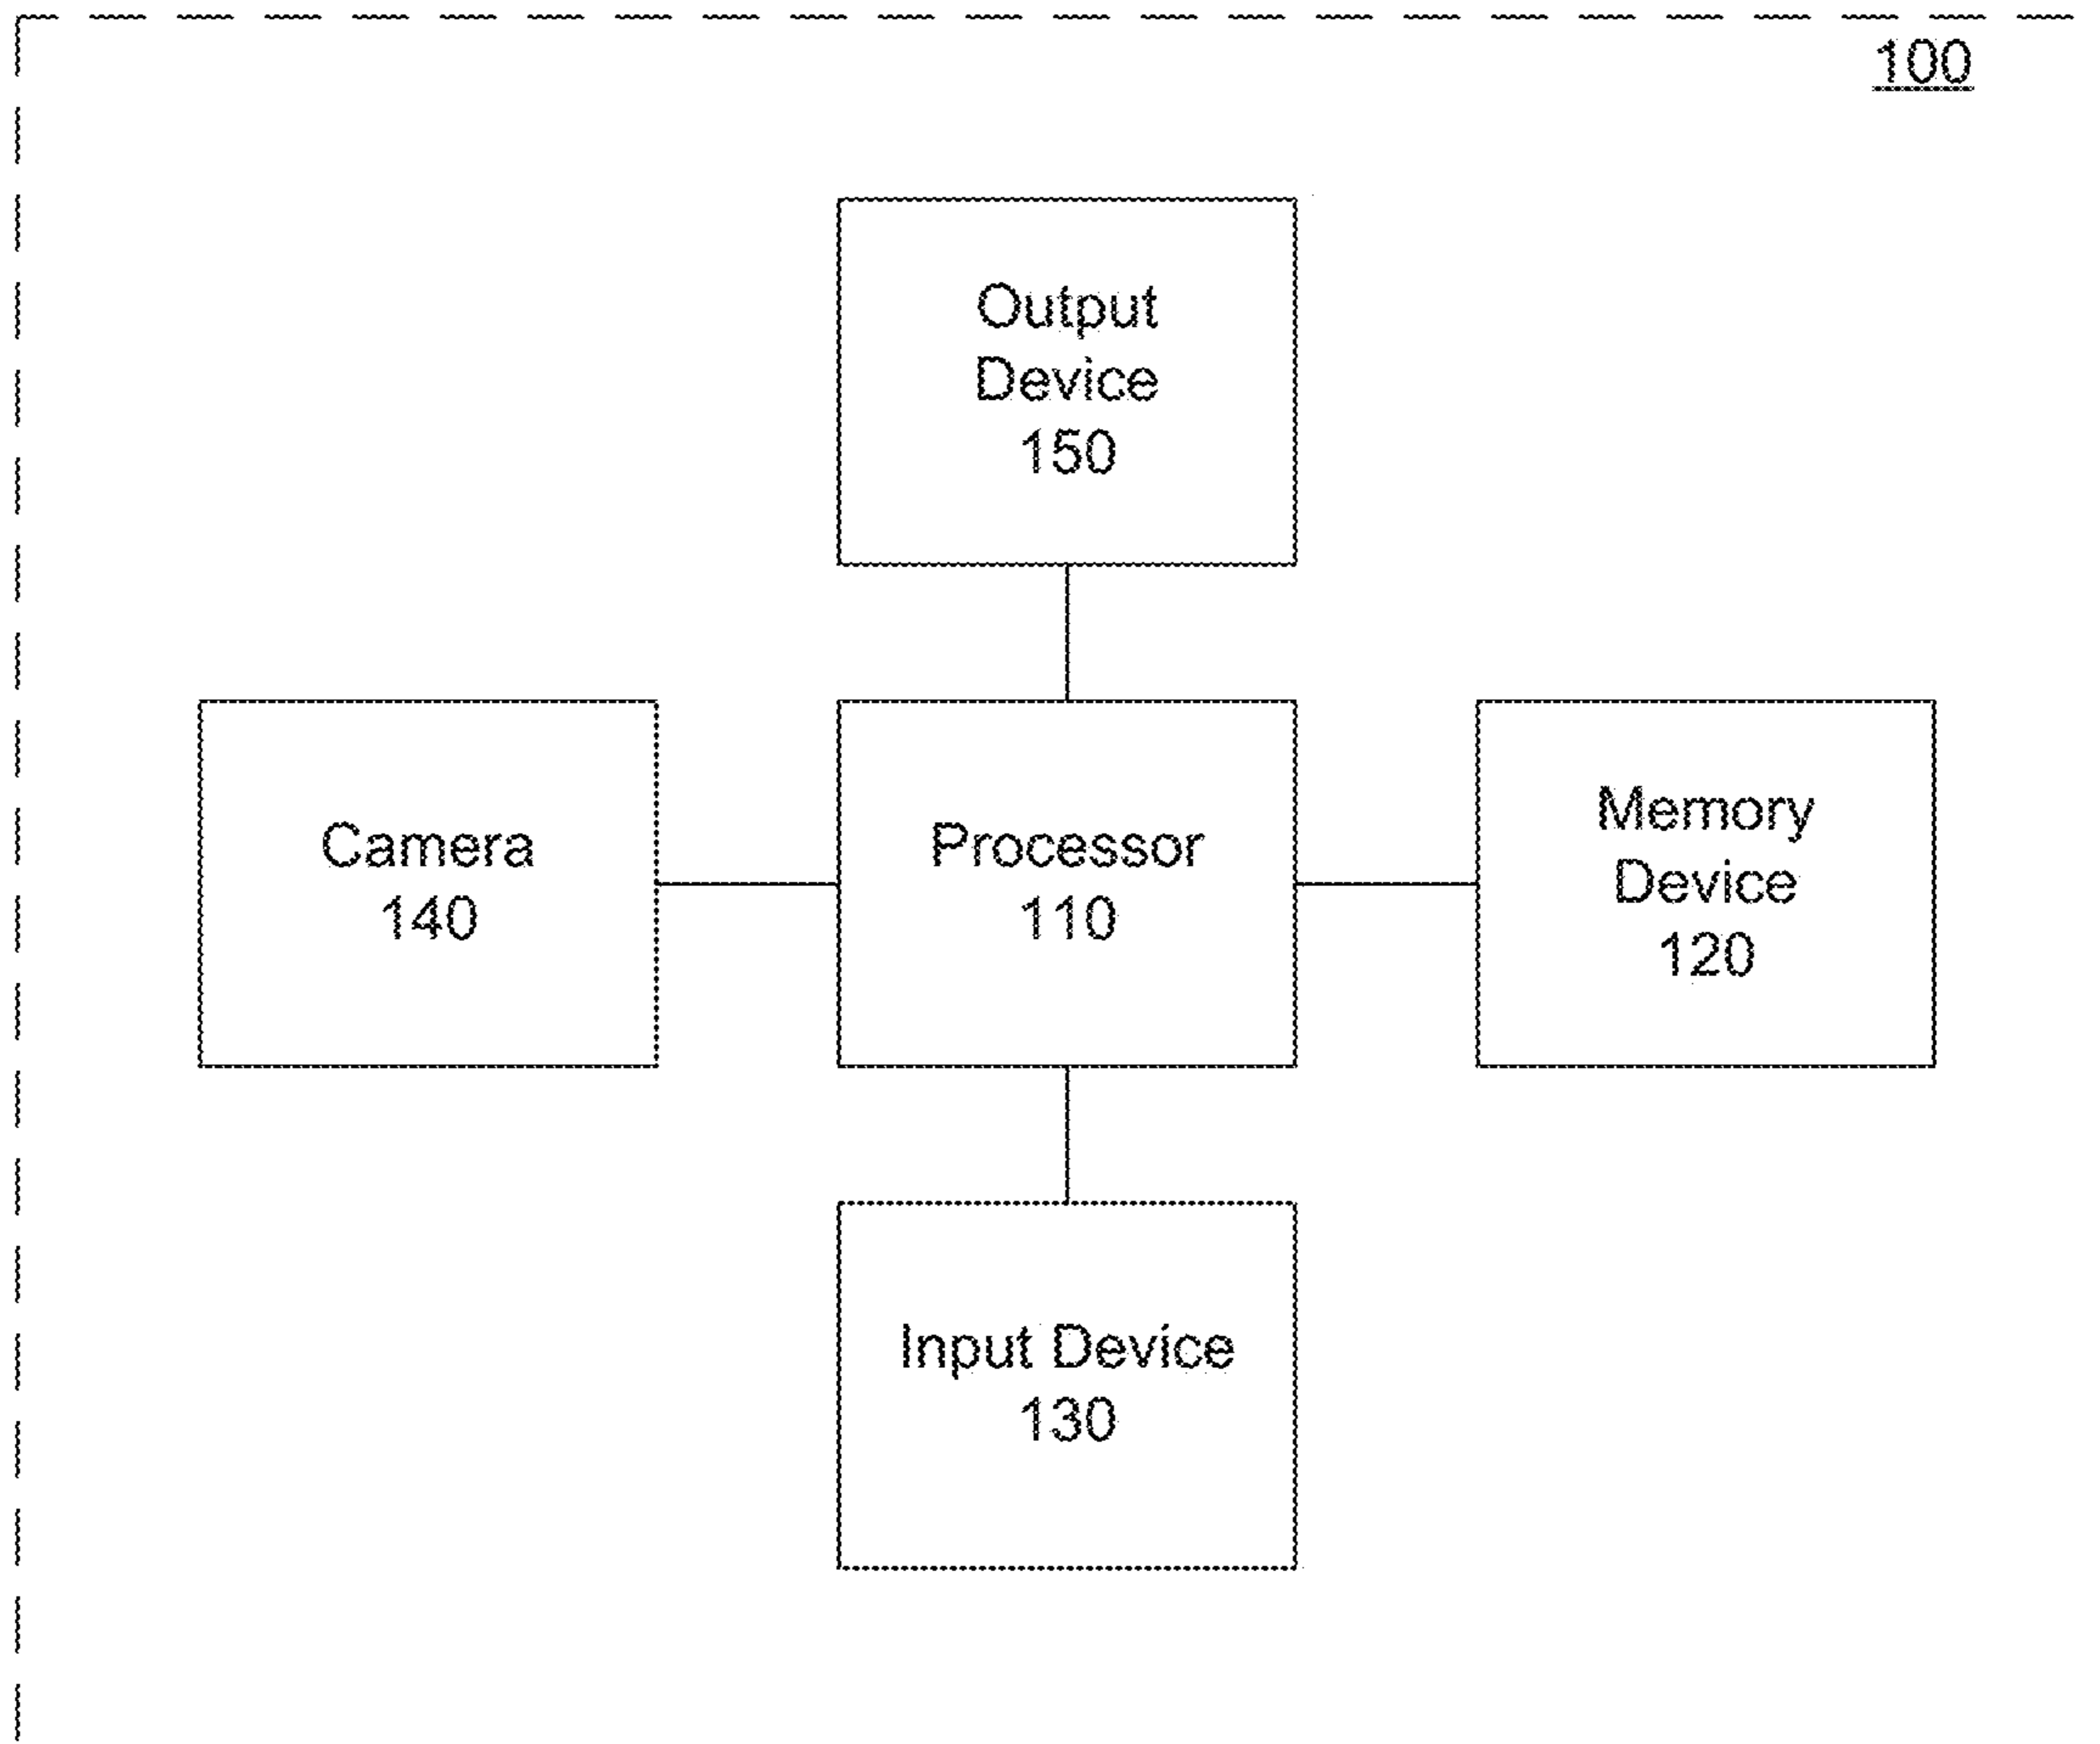 100
Output
Device
150
Camera
140
Processor
110
Memory
Device
120
Input Device
130